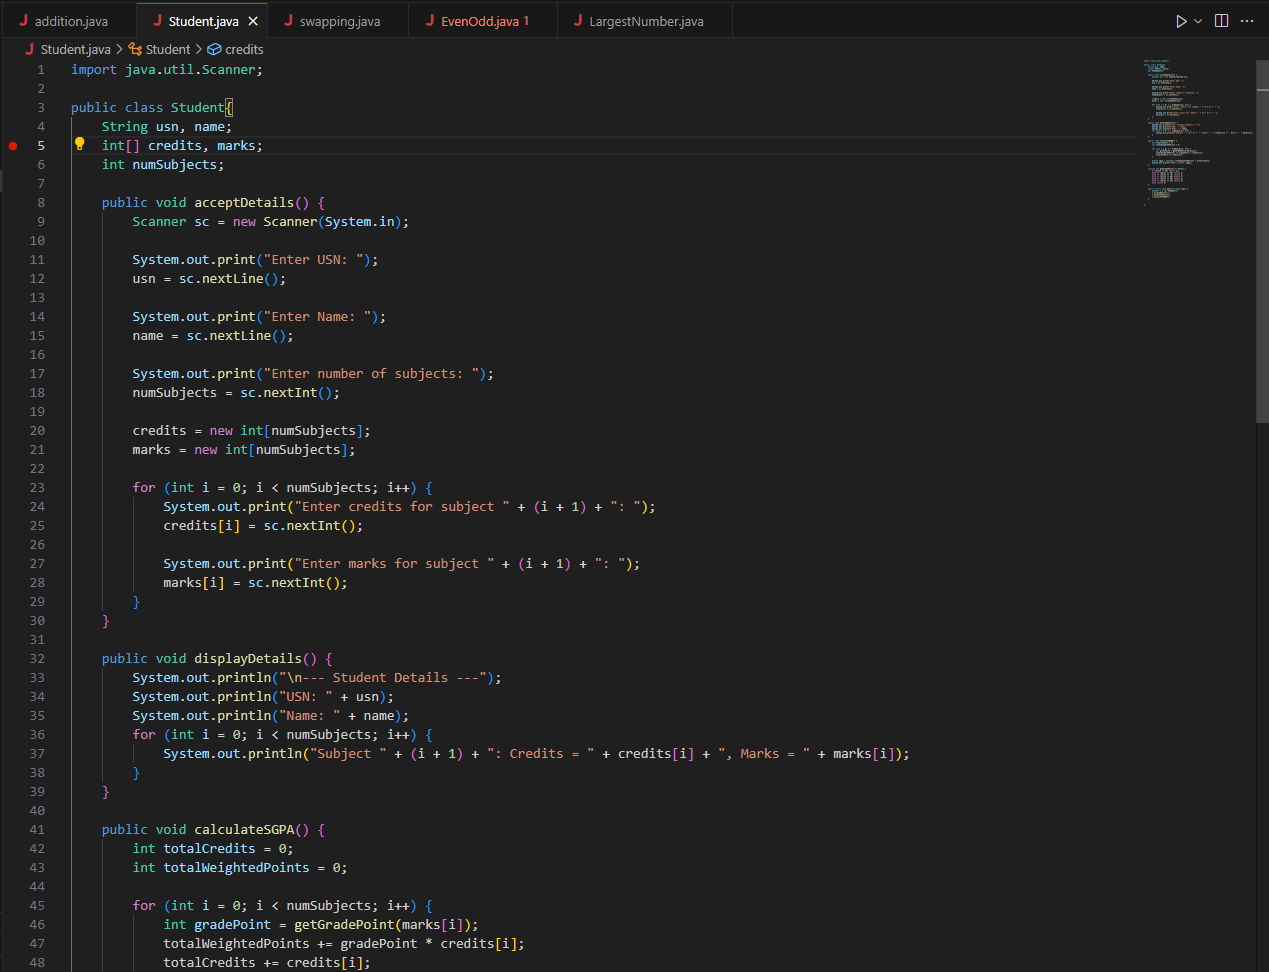 addition.java
Student.java
swapping.java
EvenOdd.java 1
LargestNumber.java
Student.java > Student > credits
1 import java.util.Scanner;
2
3 public class Student{
4 String usn, name;
5 int[] credits, marks;
6 int numSubjects;
7
8 public void acceptDetails() {
9 Scanner sc = new Scanner(System.in);
10
11 System.out.print("Enter USN: ");
12 usn = sc.nextLine();
13
14 System.out.print("Enter Name: ");
15 name = sc.nextLine();
16
17 System.out.print("Enter number of subjects: ");
18 numSubjects = sc.nextInt();
19
20 credits = new int[numSubjects];
21 marks = new int[numSubjects];
22
23 for (int i = 0; i < numSubjects; i++) {
24 System.out.print("Enter credits for subject " + (i + 1) + ": ");
25 credits[i] = sc.nextInt();
26
27 System.out.print("Enter marks for subject " + (i + 1) + ": ");
28 marks[i] = sc.nextInt();
29 }
30 }
31
32 public void displayDetails() {
33 System.out.println("\n--- Student Details ---");
34 System.out.println("USN: " + usn);
35 System.out.println("Name: " + name);
36 for (int i = 0; i < numSubjects; i++) {
37 System.out.println("Subject " + (i + 1) + ": Credits = " + credits[i] + ", Marks = " + marks[i]);
38 }
39 }
40
41 public void calculateSGPA() {
42 int totalCredits = 0;
43 int totalWeightedPoints = 0;
44
45 for (int i = 0; i < numSubjects; i++) {
46 int gradePoint = getGradePoint(marks[i]);
47 totalWeightedPoints += gradePoint * credits[i];
48 totalCredits += credits[i];